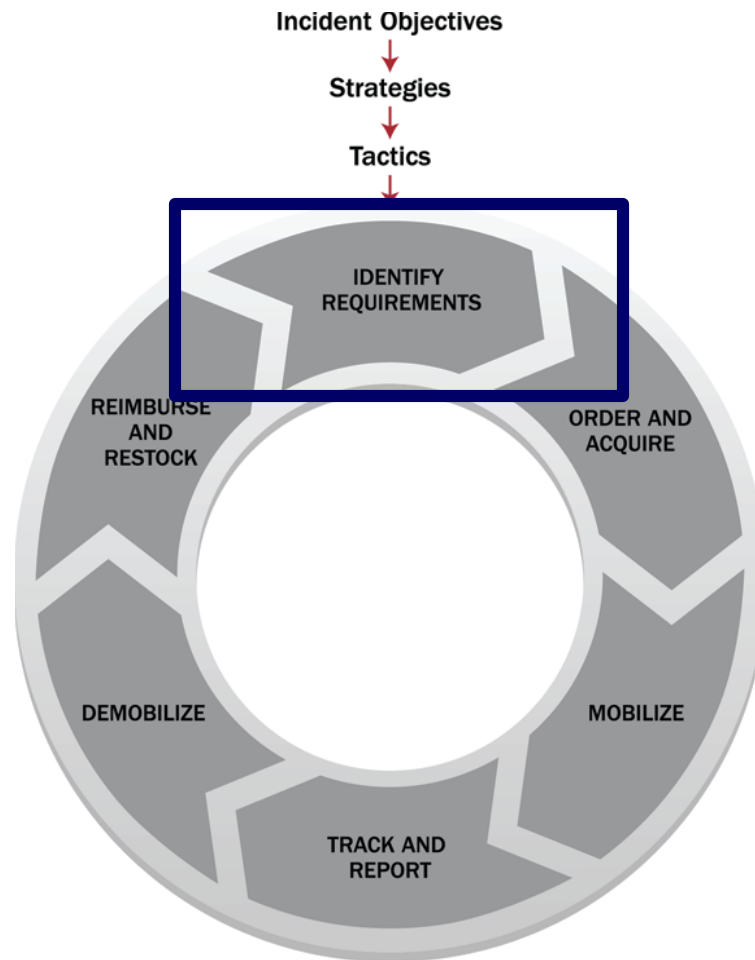 Incident Objectives
Strategies
Tactics
IDENTIFY
REQUIREMENTS
ORDER AND
ACQUIRE
MOBILIZE
TRACK AND
REPORT
DEMOBILIZE
REIMBURSE
AND
RESTOCK